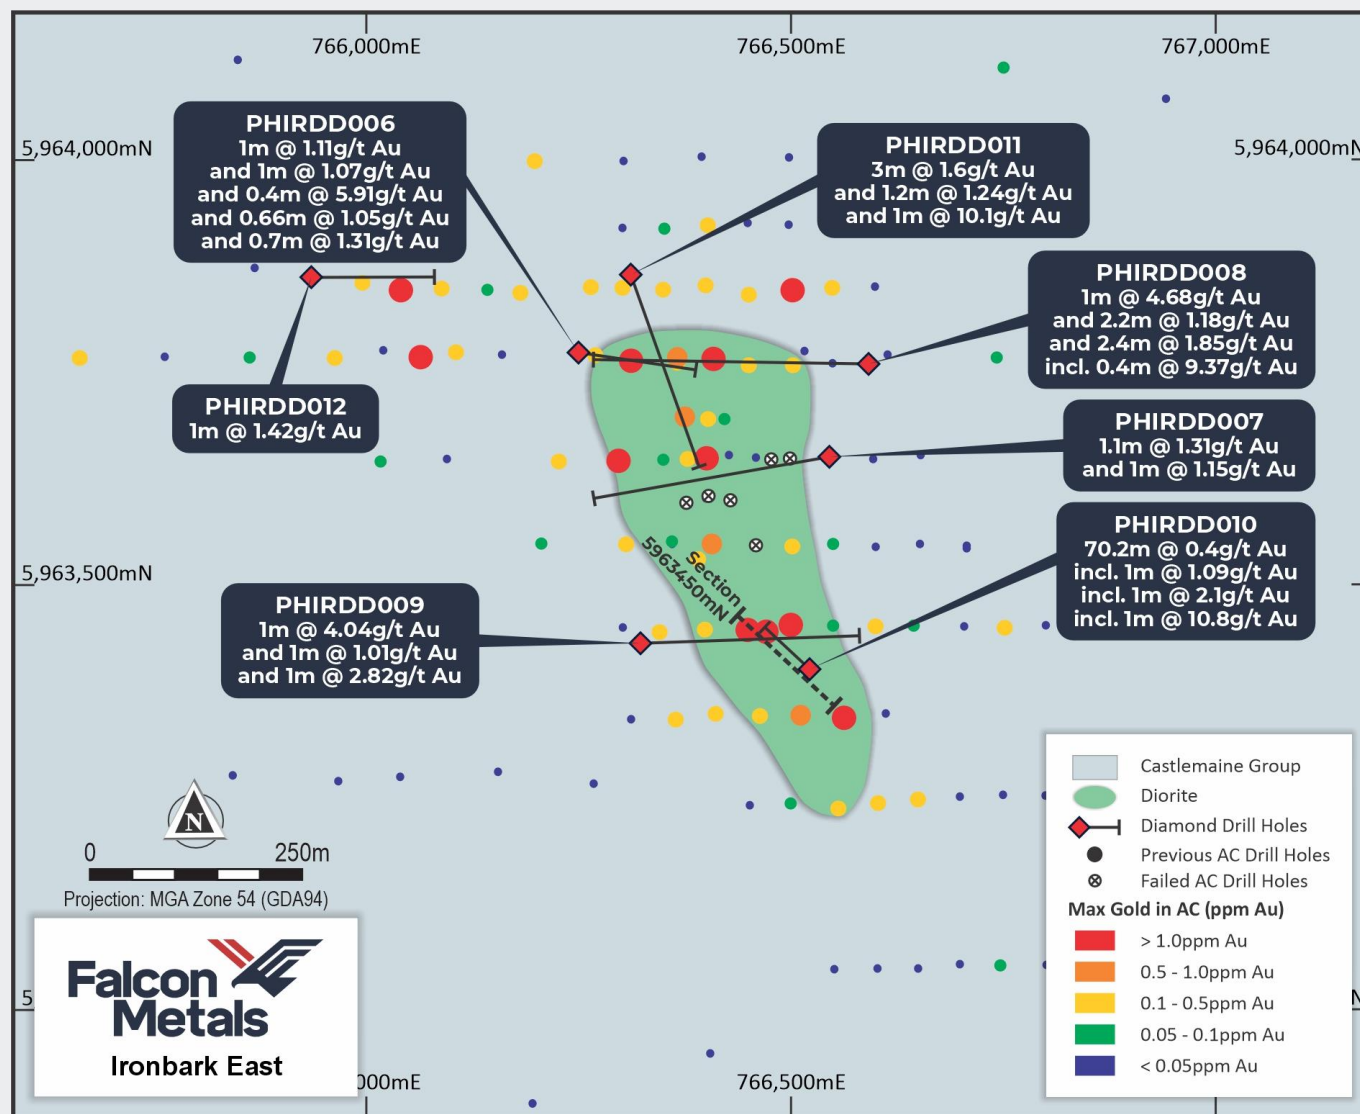 766,000mE
766,500mE
767,000mE
5,964,000mN
5,964,000mN
PHIRDD006
1m @ 1.11g/t Au
and 1m @ 1.07g/t Au
and 0.4m @ 5.91g/t Au
and 0.66m @ 1.05g/t Au
and 0.7m @ 1.31g/t Au
PHIRDD011
3m @ 1.6g/t Au
and 1.2m @ 1.24g/t Au
and 1m @ 10.1g/t Au
PHIRDD008
1m @ 4.68g/t Au
and 2.2m @ 1.18g/t Au
and 2.4m @ 1.85g/t Au
incl. 0.4m @ 9.37g/t Au
PHIRDD012
1m @ 1.42g/t Au
PHIRDD007
1.1m @ 1.31g/t Au
and 1m @ 1.15g/t Au
PHIRDD010
70.2m @ 0.4g/t Au
incl. 1m @ 1.09g/t Au
incl. 1m @ 2.1g/t Au
incl. 1m @ 10.8g/t Au
5,963,500mN
Section
5963450mN
PHIRDD009
1m @ 4.04g/t Au
and 1m @ 1.01g/t Au
and 1m @ 2.82g/t Au
N
0 250m
Projection: MGA Zone 54 (GDA94)
Falcon
Metals
Ironbark East
5
N
000mE
766,500mE
Castlemaine Group
Diorite
Diamond Drill Holes
Previous AC Drill Holes
Failed AC Drill Holes
Max Gold in AC (ppm Au)
> 1.0ppm Au
0.5 - 1.0ppm Au
0.1 - 0.5ppm Au
0.05 - 0.1ppm Au
< 0.05ppm Au